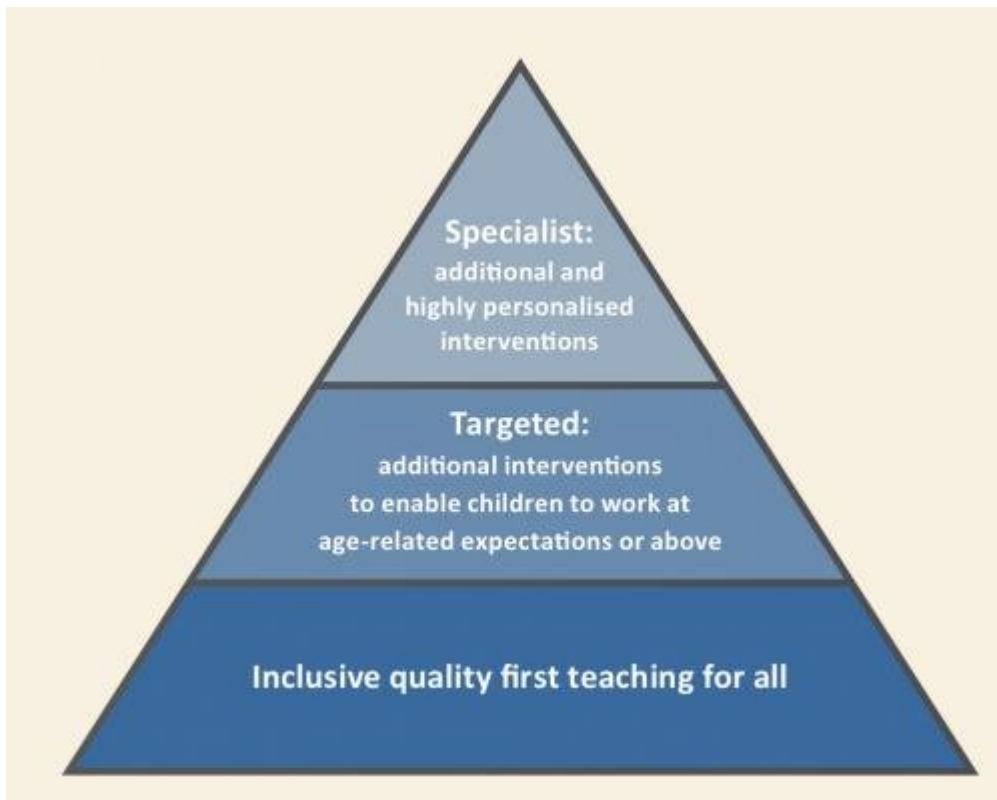 Specialist:
additional and
highly personalised
interventions
Targeted:
additional interventions
to enable children to work at
age-related expectations or above
Inclusive quality first teaching for all